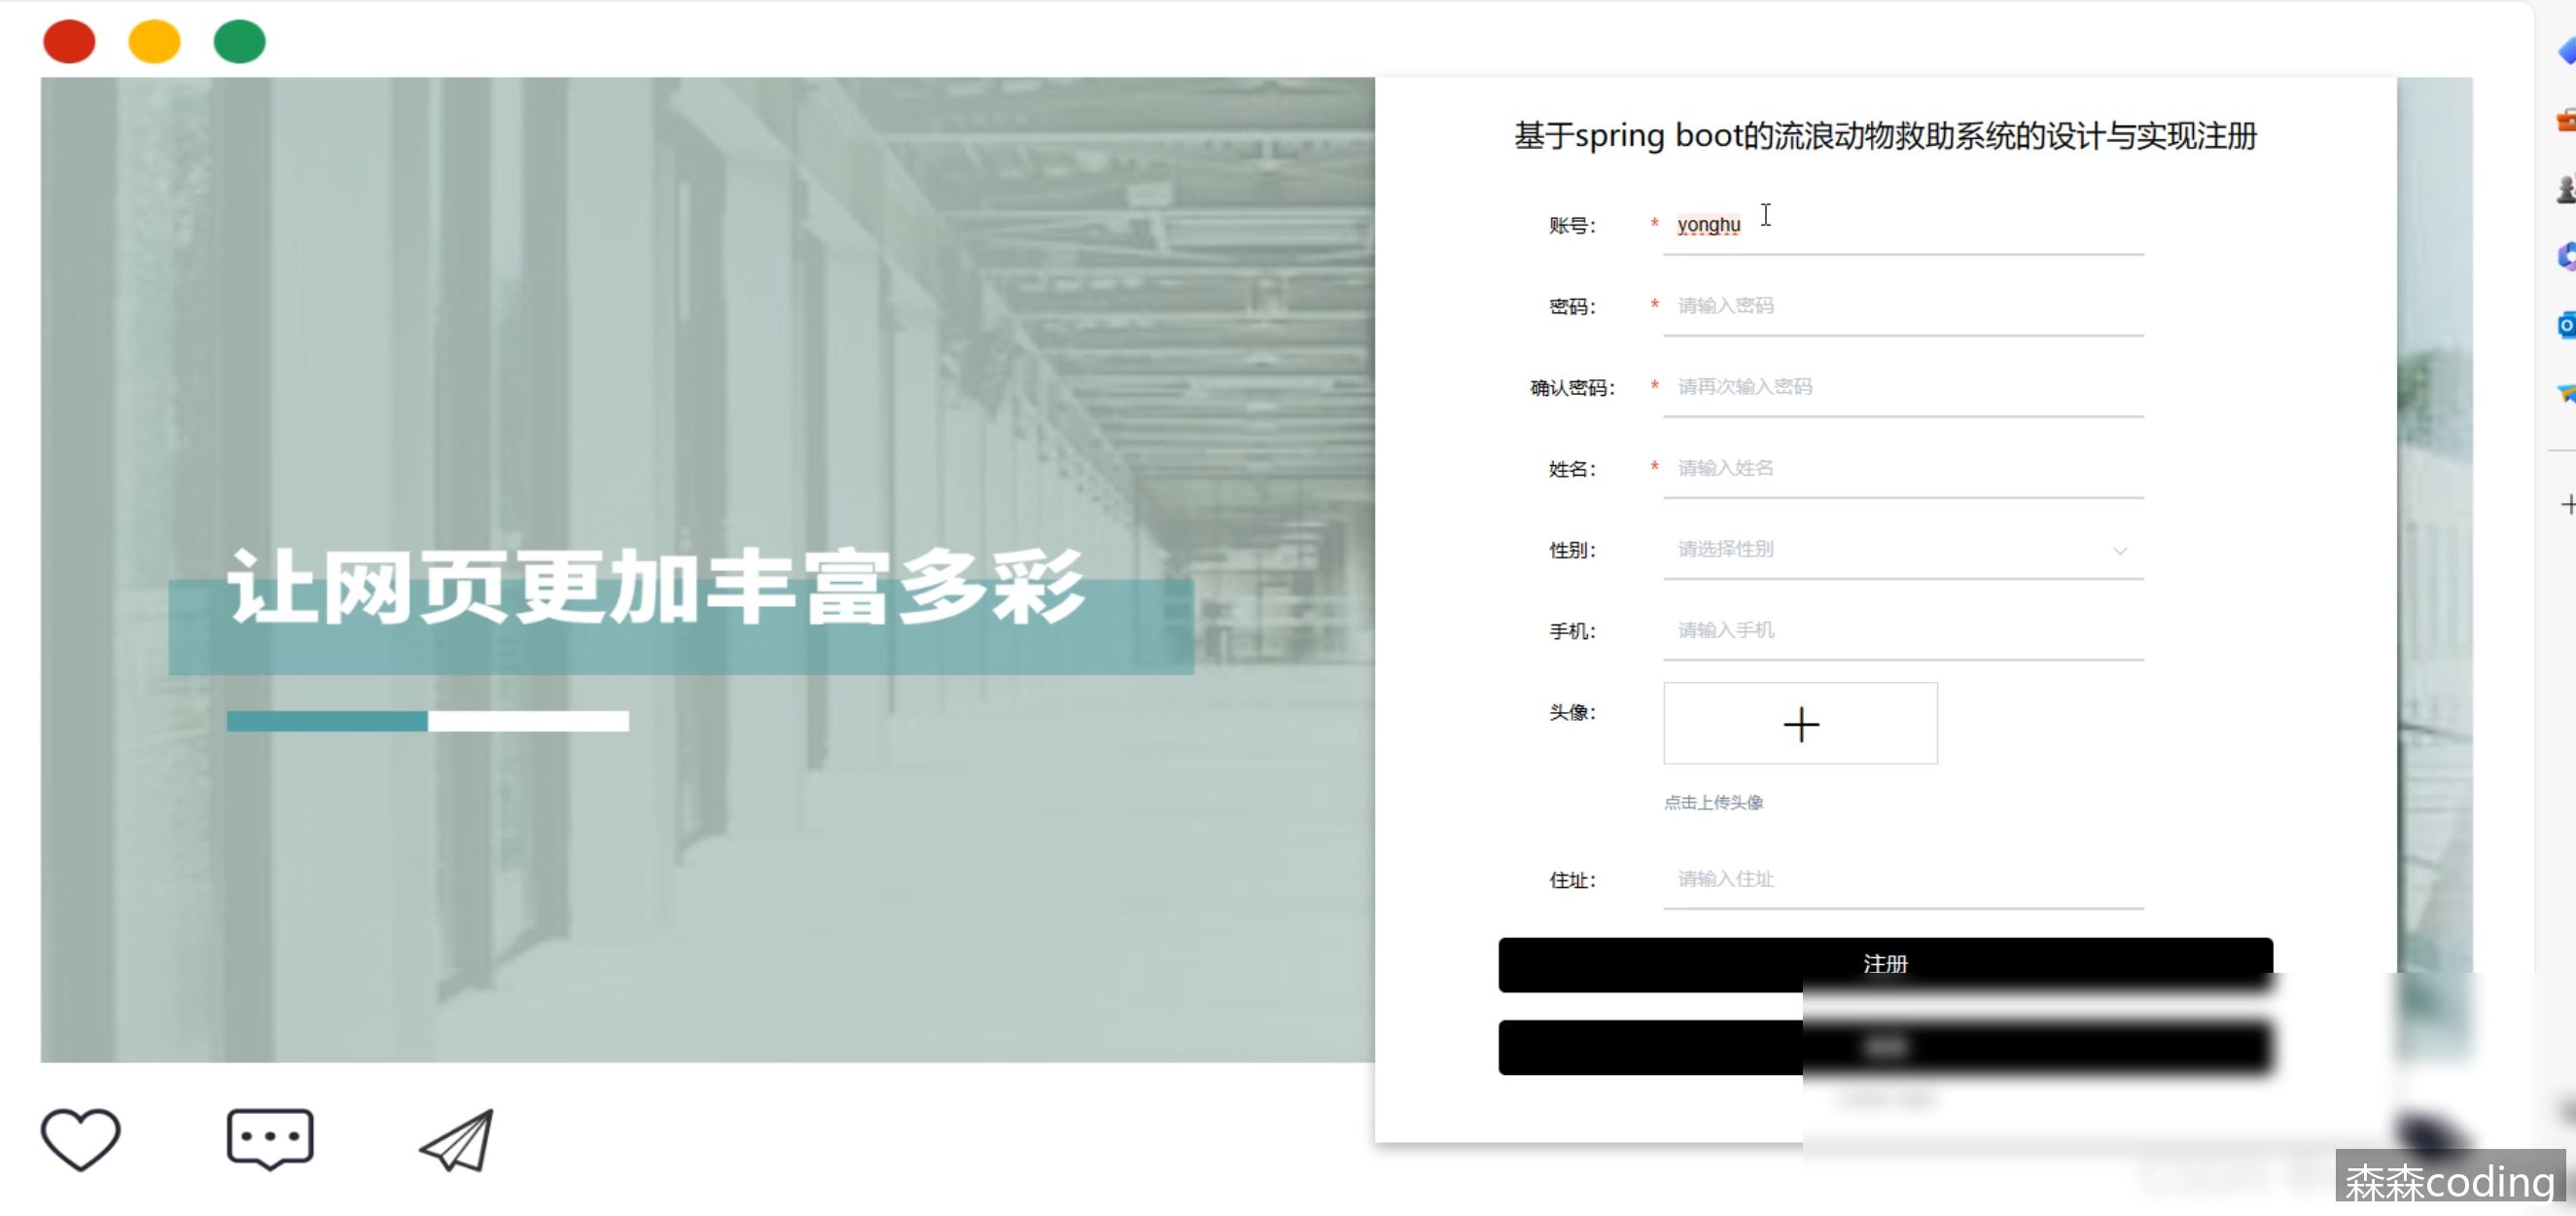 基于spring boot的流浪动物救助系统的设计与实现注册
账号： * yonghu
密码： * 请输入密码
确认密码： * 请再次输入密码
姓名： * 请输入姓名
性别： 请选择性别
手机： 请输入手机
头像：
点击上传头像
住址： 请输入住址
注册
让网页更加丰富多彩
森森coding